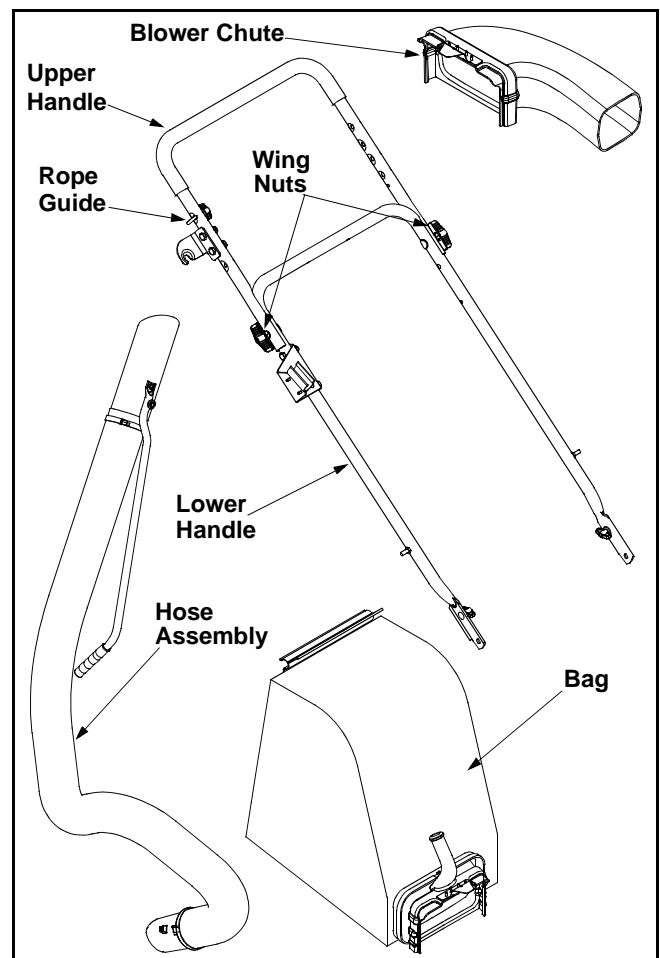 Blower Chute
Upper
Handle
Wing
Nuts
Rope
Guide
Lower
Handle
Hose
Assembly
Bag